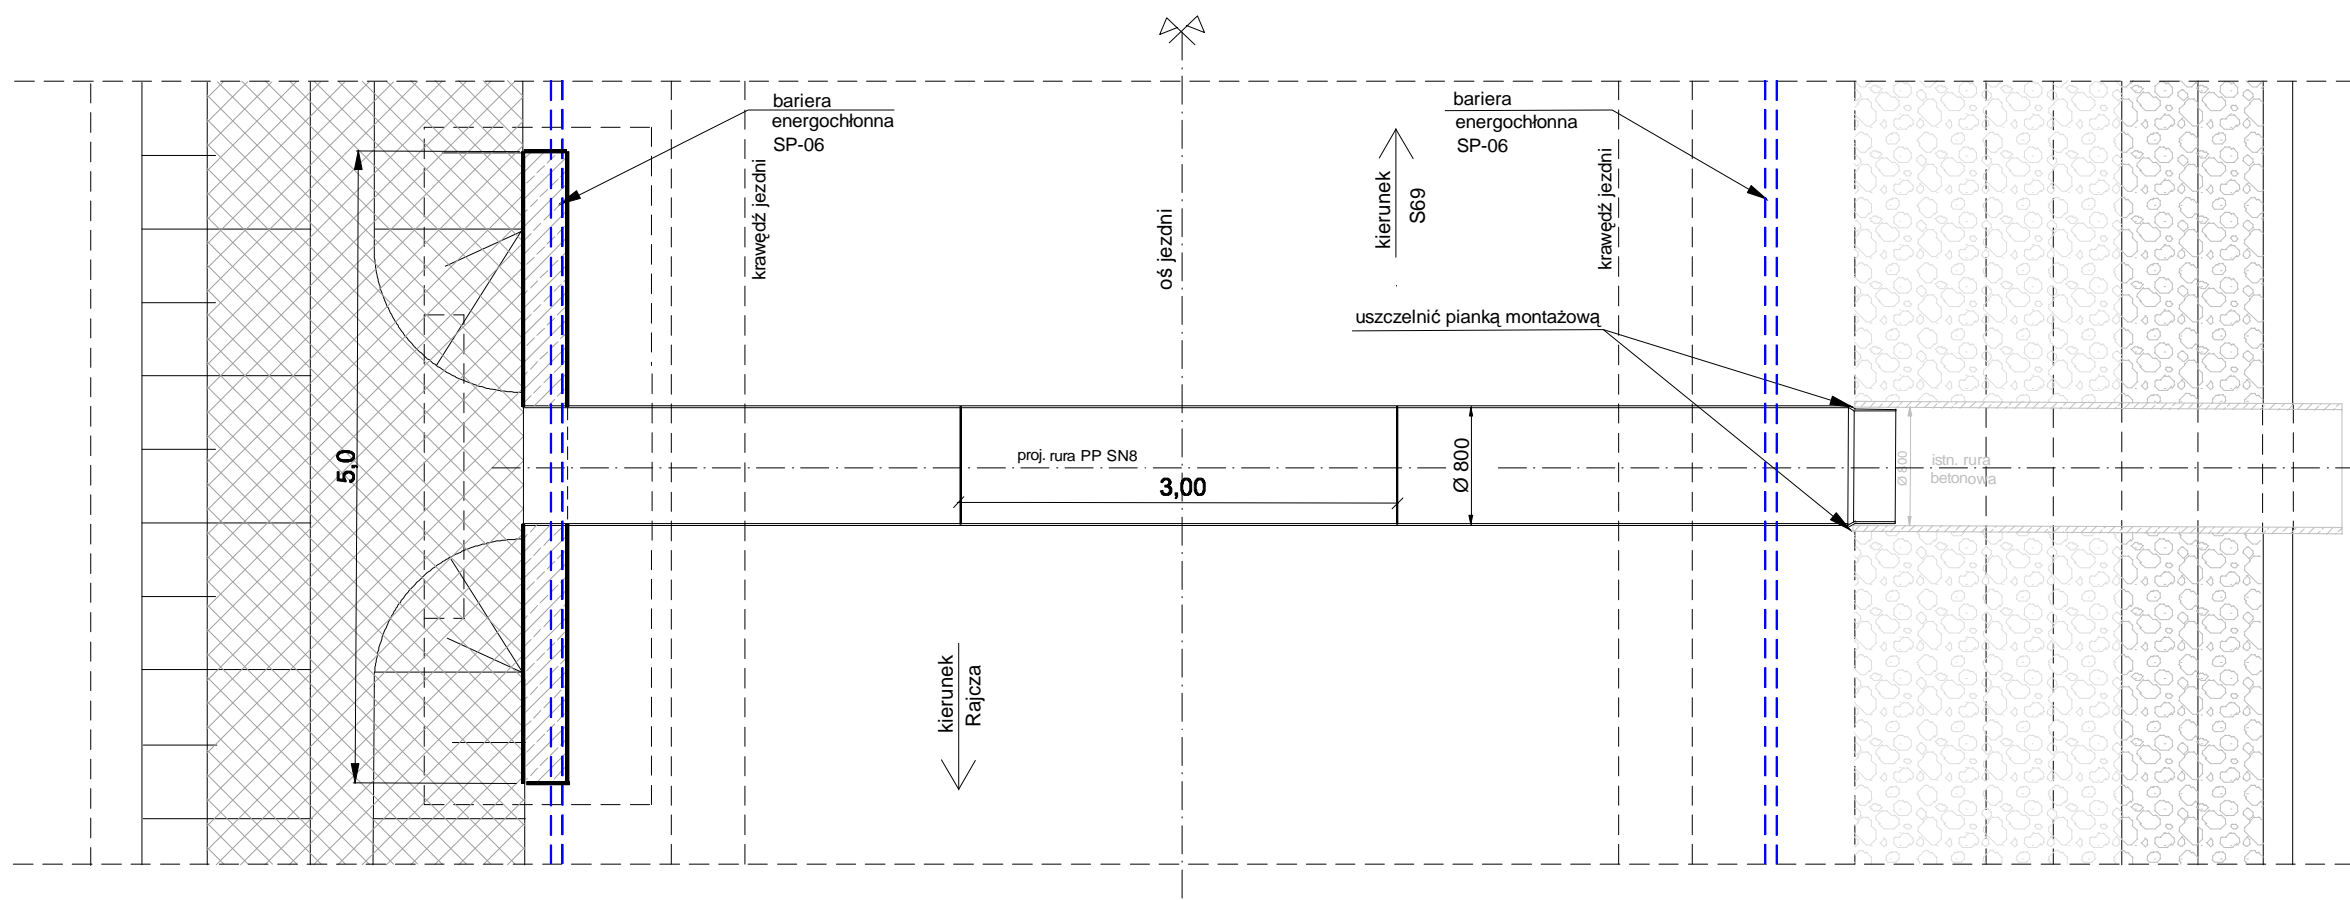 bariera
energochłonna
SP-06
krawędź jezdni
oś jezdni
kierunek
S69
bariera
energochłonna
SP-06
krawędź jezdni
uszczelnić pianką montażową
5,0
proj. rura PP SN8
3,00
Ø 800
Ø 800
istn. rura
betonowa
kierunek
Rajcza